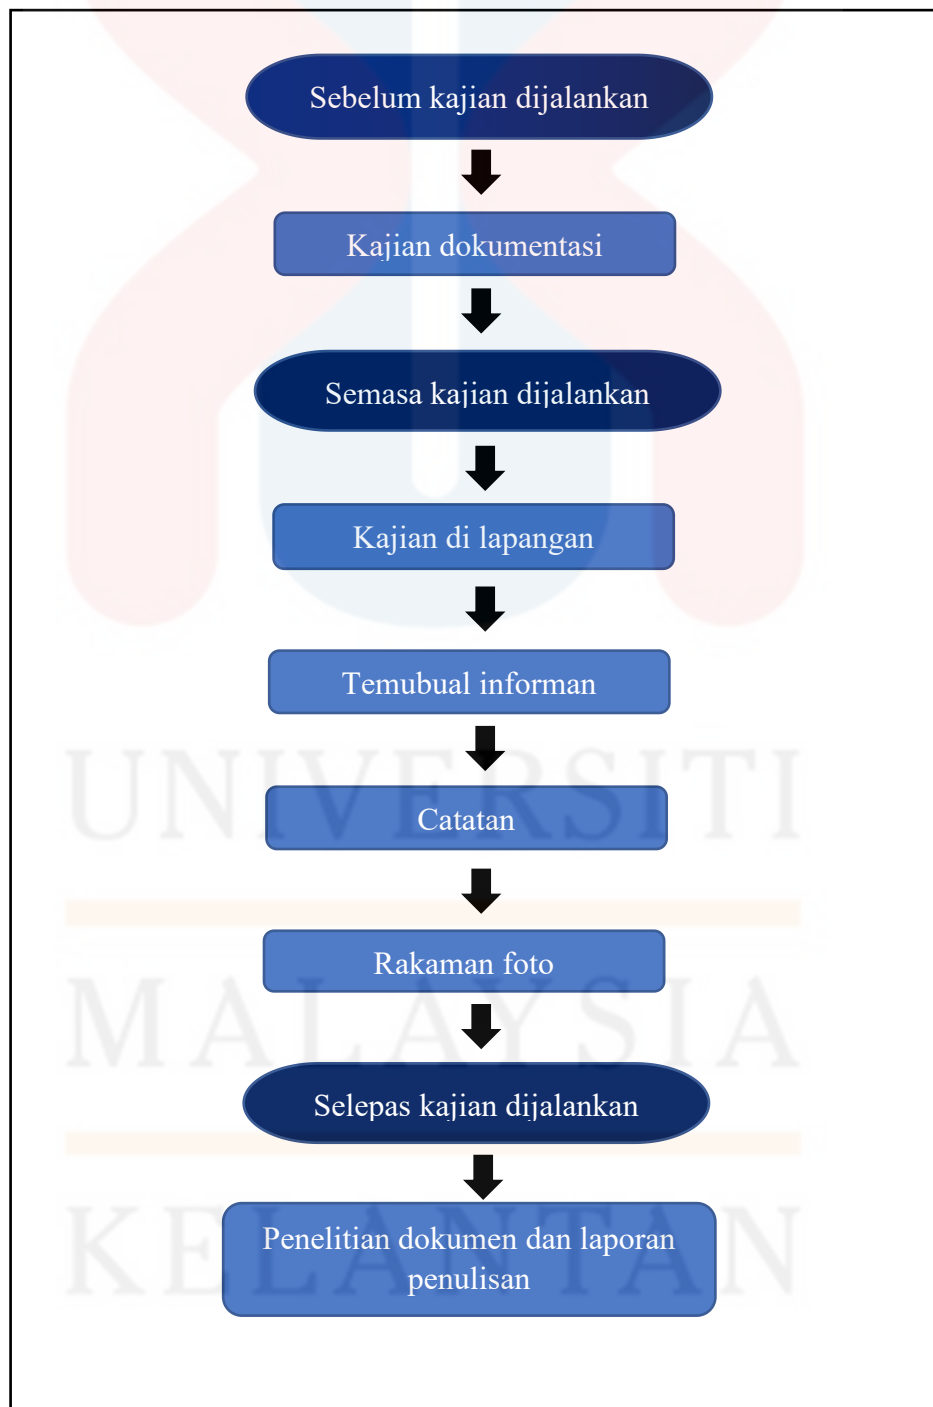 Sebelum kajian dijalankan
Kajian dokumentasi
Semasa kajian dijalankan
Kajian di lapangan
Temubual informan
Catatan
Rakaman foto
Selepas kajian dijalankan
Penelitian dokumen dan laporan
penulisan
UNIVERSITI
MALAYSIA
KELANTAN